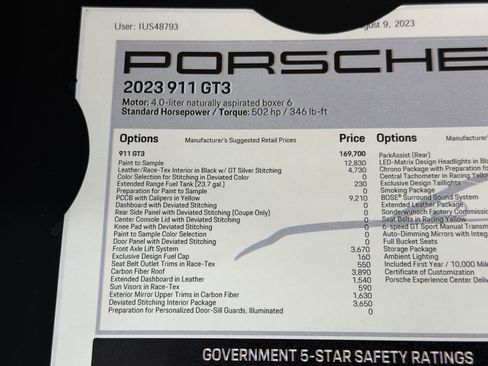 User: IUS48793
gust 9, 2023
PORSCHE
2023 911 GT3
Motor: 4.0-liter naturally aspirated boxer 6
Standard Horsepower / Torque: 502 hp / 346 lb-ft
Options Manufacturer's Suggested Retail Prices Price
911 GT3 169,700
Paint to Sample 12,830
Leather/Race-Tex Interior in Black w/ GT Silver Stitching 4,730
Color Selection for Stitching in Deviated Color 0
Extended Range Fuel Tank (23.7 gal.) 230
Preparation for Paint to Sample 0
PCCB with Calipers in Yellow 9,210
Dashboard with Deviated Stitching 0
Rear Side Panel with Deviated Stitching (Coupe Only) 0
Center Console Lid with Deviated Stitching 0
Knee Pad with Deviated Stitching 0
Paint to Sample Color Selection 0
Door Panel with Deviated Stitching 0
Front Axle Lift System 3,670
Exclusive Design Fuel Cap 160
Seat Belt Outlet Trims in Race-Tex 550
Carbon Fiber Roof 3,890
Extended Dashboard in Leather 1,540
Sun Visors in Race-Tex 590
Exterior Mirror Upper Trims in Carbon Fiber 1,630
Deviated Stitching Interior Package 3,650
Preparation for Personalized Door-Sill Guards, Illuminated 0
Options Manufactur
ParkAssist (Rear)
LED-Matrix Design Headlights in Blac
Chrono Package with Preparation for
Central Tachometer in Racing Yellow
Exclusive Design Taillights
Smoking Package
BOSE® Surround Sound System
Extended Leather Package
Sonderwunsch Factory Commission
Seat Belts in Racing Yellow
6-speed GT Sport Manual Transm
Auto-Dimming Mirrors with Integ
Full Bucket Seats
Storage Package
Ambient Lighting
Included First Year / 10,000 Mile
Certificate of Customization
Porsche Experience Center Deliv
GOVERNMENT 5-STAR SAFETY RATINGS